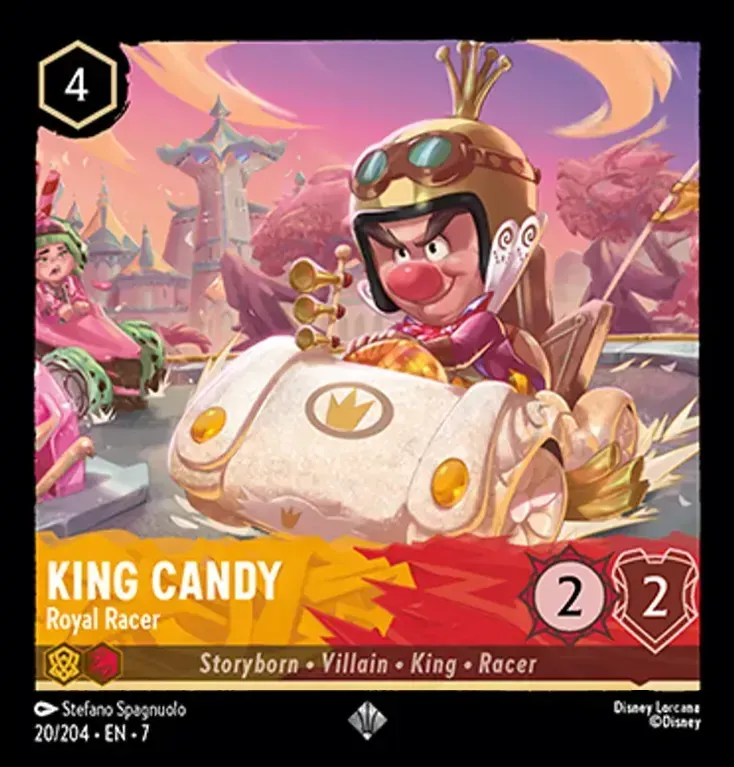 4
KING CANDY
Royal Racer
2
2
Storyborn • Villain • King • Racer
Stefano Spagnuolo
20/204 • EN • 7
Disney Lorcana
©Disney